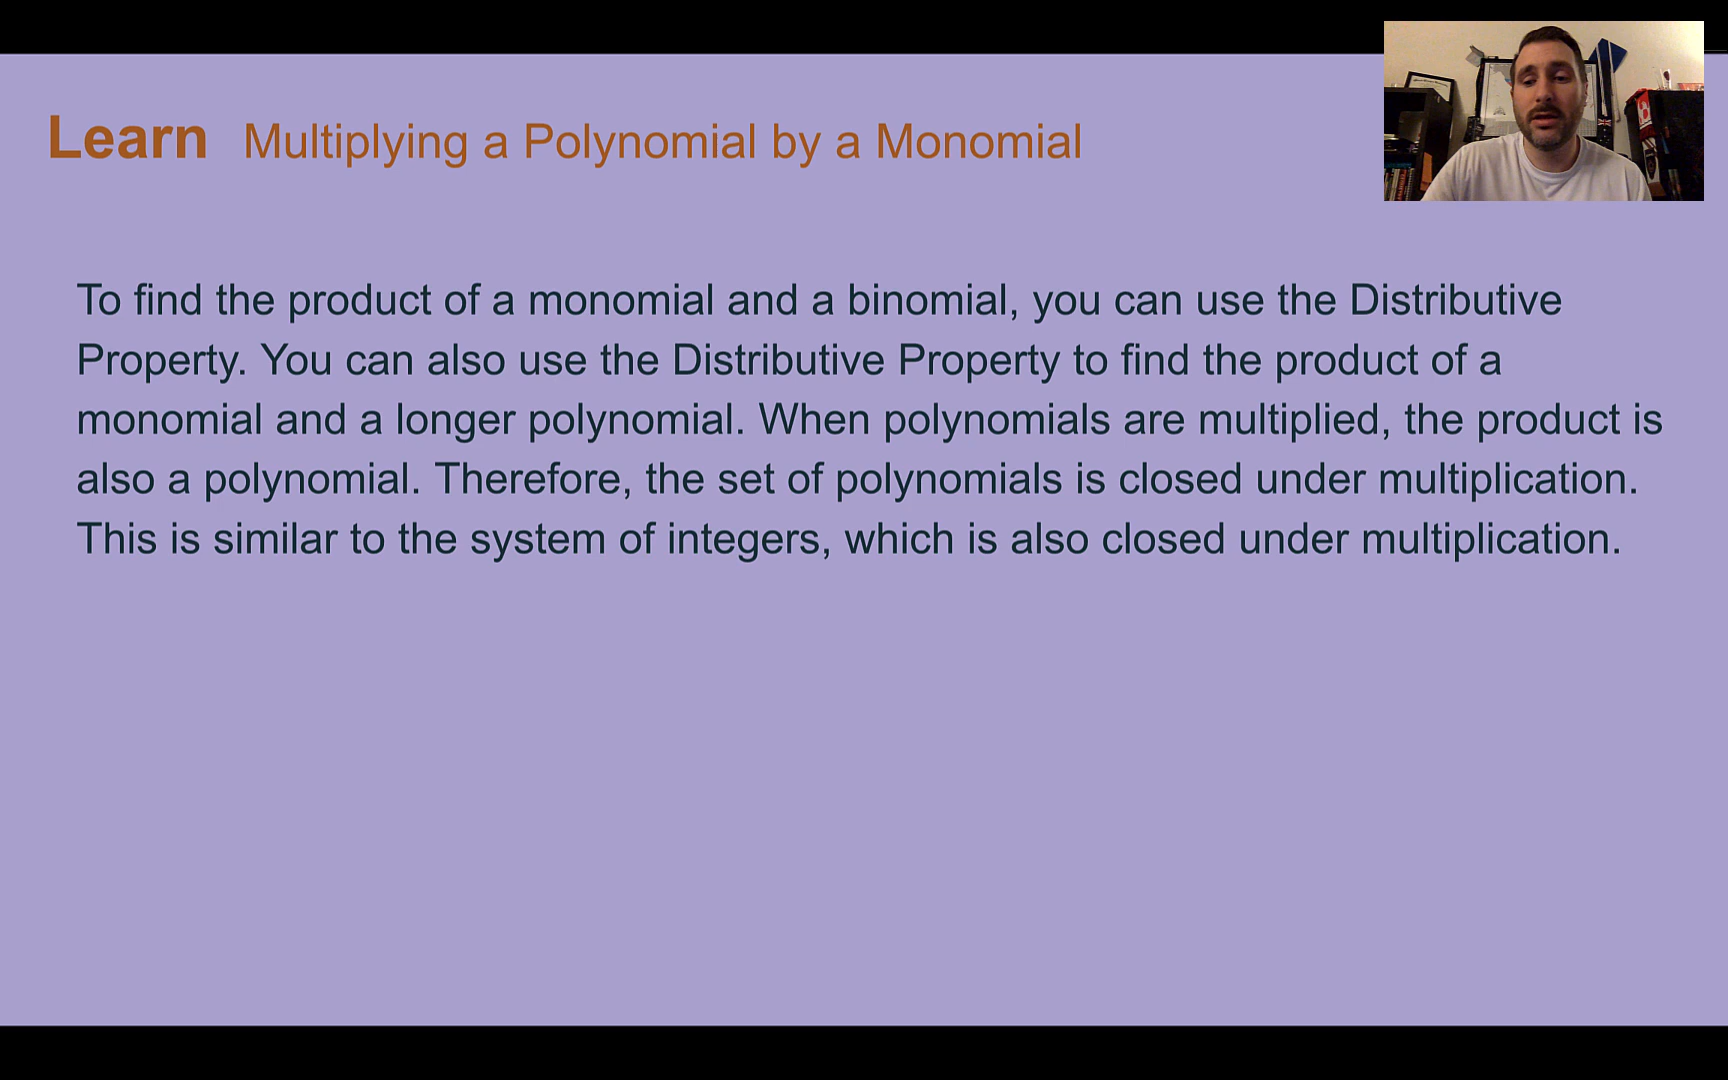 Learn Multiplying a Polynomial by a Monomial
To find the product of a monomial and a binomial, you can use the Distributive
Property. You can also use the Distributive Property to find the product of a
monomial and a longer polynomial. When polynomials are multiplied, the product is
also a polynomial. Therefore, the set of polynomials is closed under multiplication.
This is similar to the system of integers, which is also closed under multiplication.